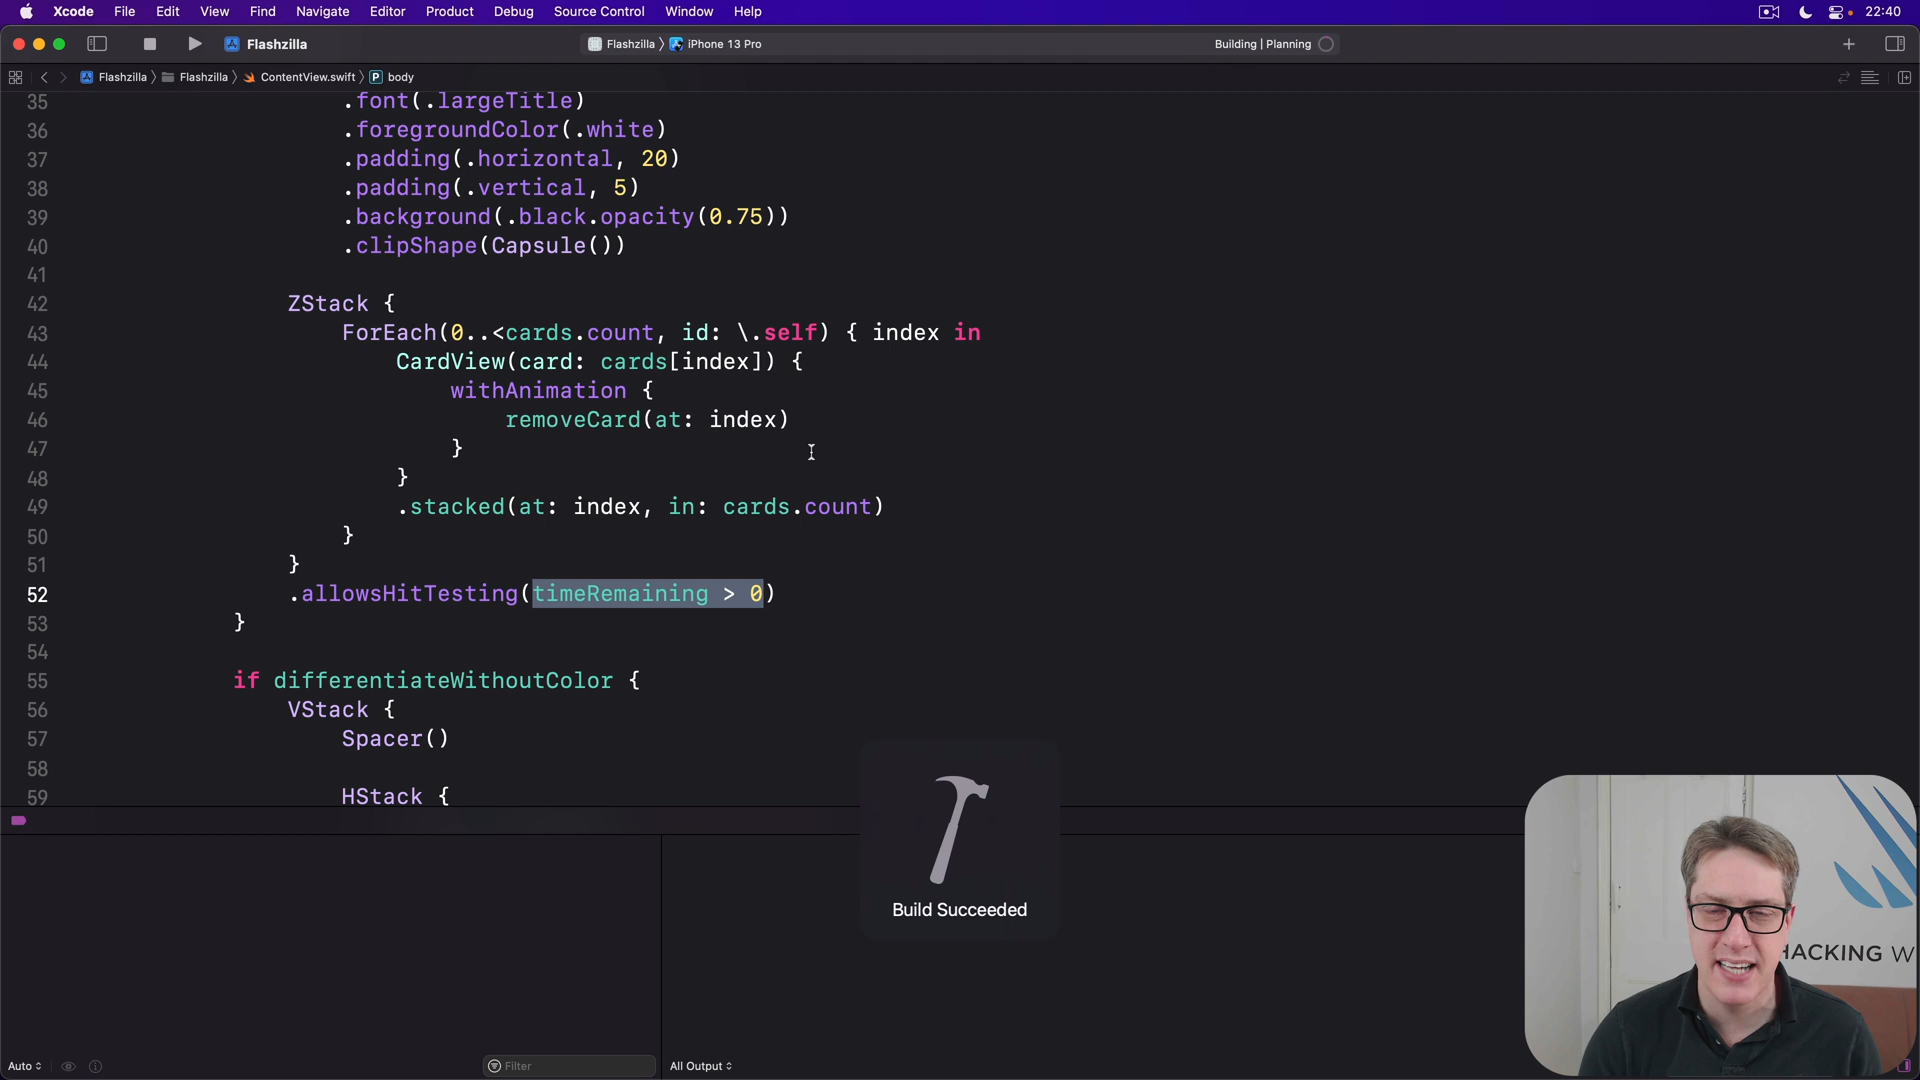 Xcode File Edit View Find Navigate Editor Product Debug Source Control Window Help 22:40
Flashzilla Flashzilla iPhone 13 Pro Building | Planning
Flashzilla Flashzilla ContentView.swift P body
35 .font(.largeTitle)
36 .foregroundColor(.white)
37 .padding(.horizontal, 20)
38 .padding(.vertical, 5)
39 .background(.black.opacity(0.75))
40 .clipShape(Capsule())
41
42 ZStack {
43 ForEach(0..<cards.count, id: \.self) { index in
44 CardView(card: cards[index]) {
45 withAnimation {
46 removeCard(at: index)
47 }
48 }
49 .stacked(at: index, in: cards.count)
50 }
51 }
52 .allowsHitTesting(timeRemaining > 0)
53 }
54
55 if differentiateWithoutColor {
56 VStack {
57 Spacer()
58
59 HStack {
Build Succeeded
HACKING W
Auto Filter All Output